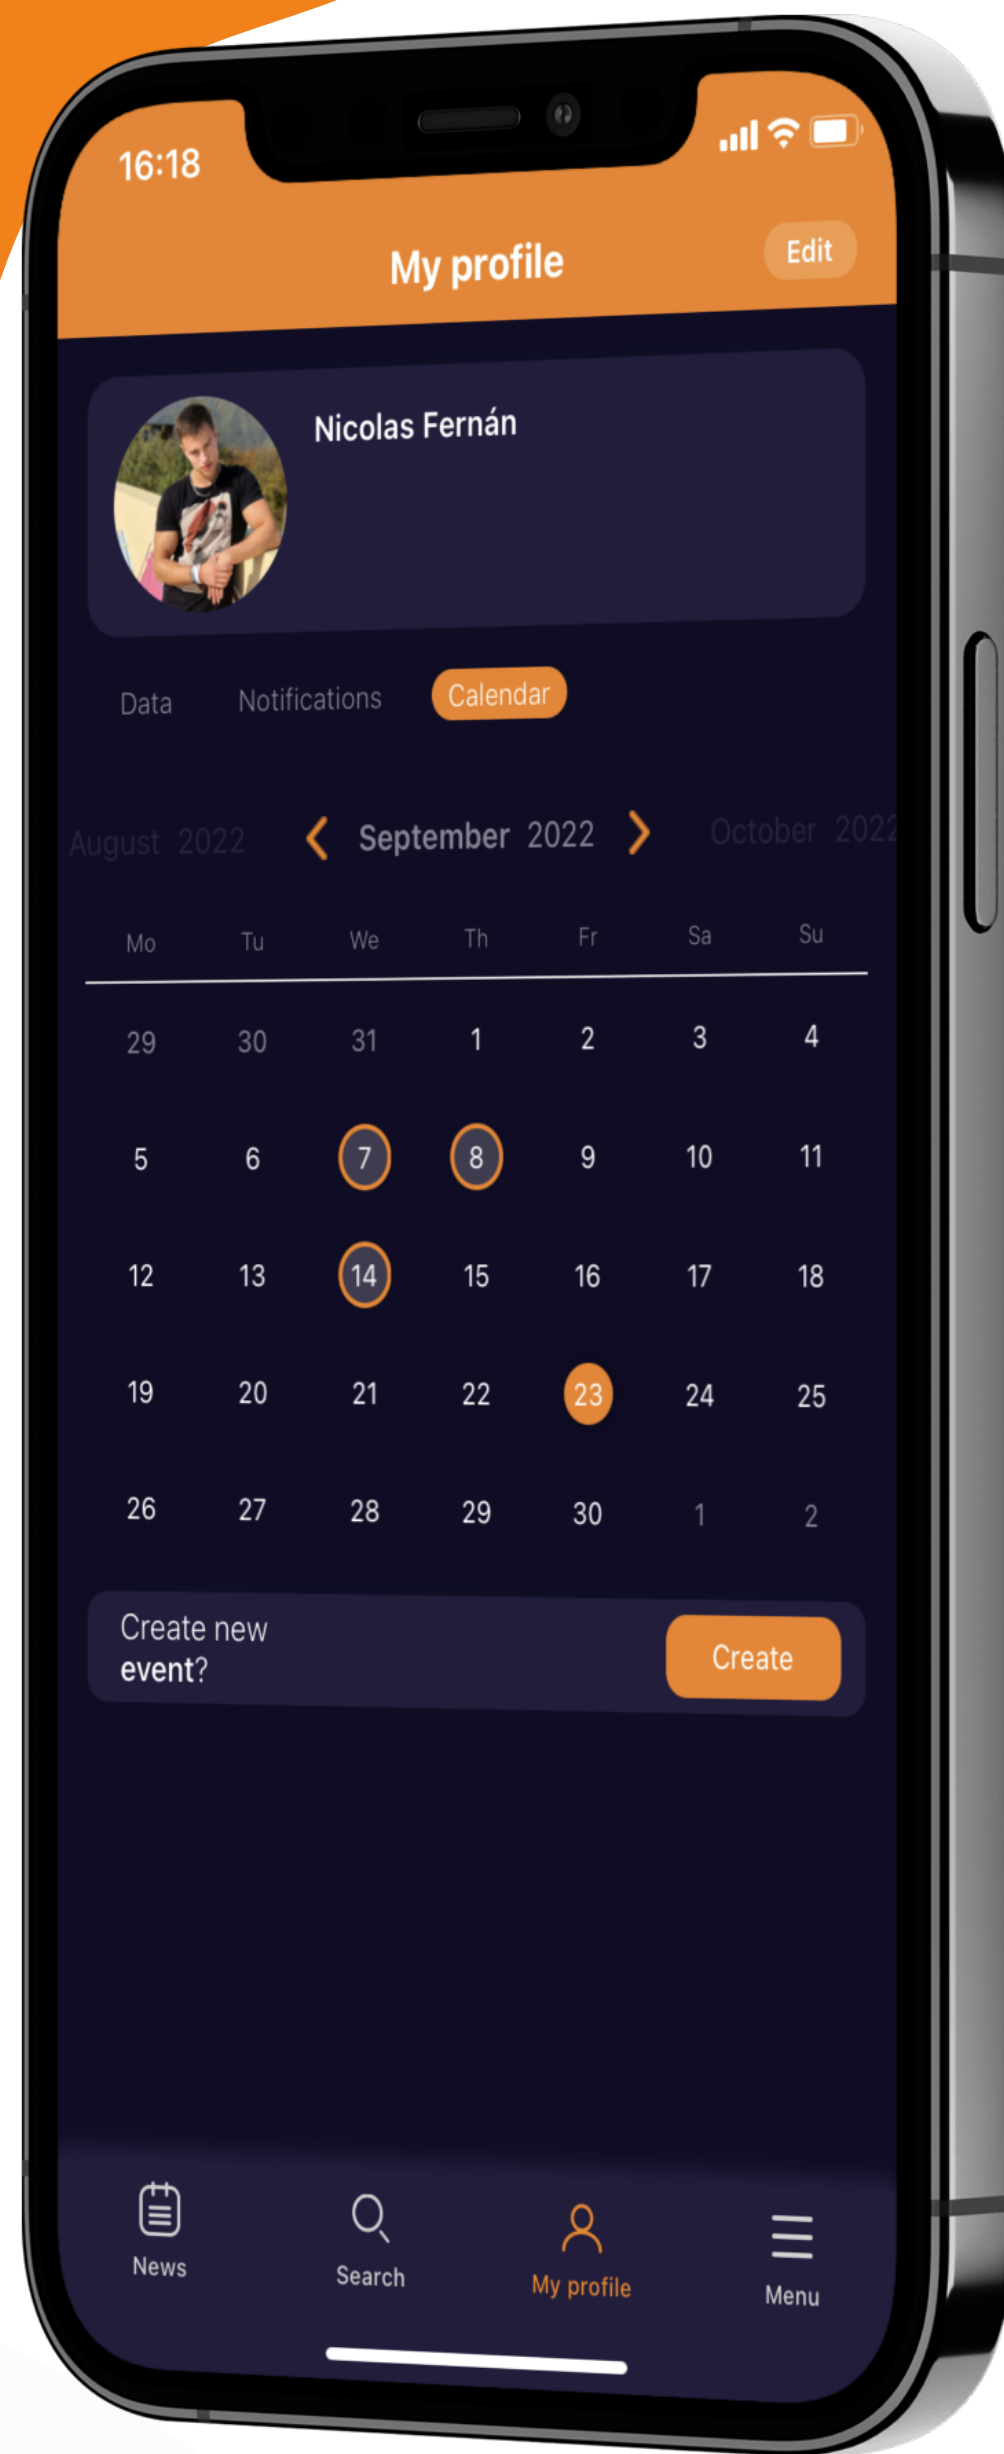 16:18
My profile
Edit
Nicolas Fernán
Data Notifications Calendar
August 2022 September 2022 October 2022
Mo Tu We Th Fr Sa Su
29 30 31 1 2 3 4
5 6 7 8 9 10 11
12 13 14 15 16 17 18
19 20 21 22 23 24 25
26 27 28 29 30 1 2
Create new
event?
Create
News Search My profile Menu